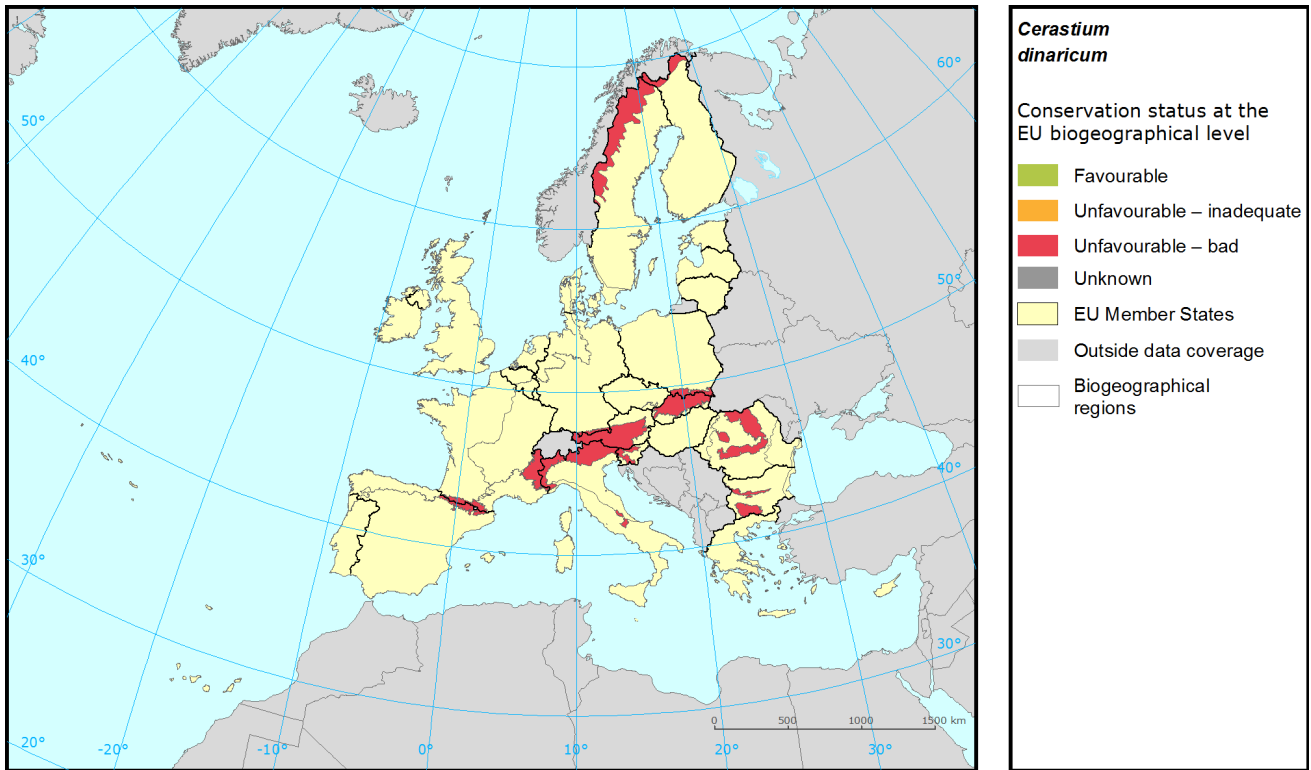 60°
50°
50°
40°
40°
30°
30°
20°
-20°
-10°
0°
10°
20°
30°
0 500 1000 1500 km
Cerastium
dinaricum
Conservation status at the
EU biogeographical level
Favourable
Unfavourable – inadequate
Unfavourable – bad
Unknown
EU Member States
Outside data coverage
Biogeographical
regions